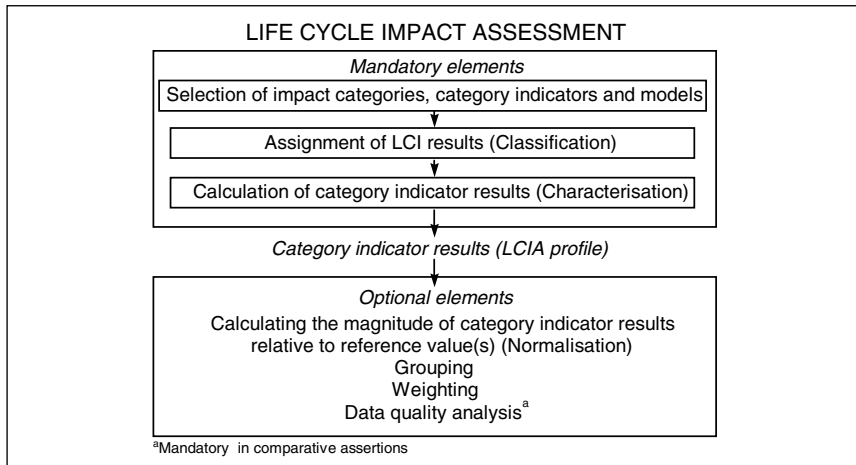 LIFE CYCLE IMPACT ASSESSMENT
Mandatory elements
Selection of impact categories, category indicators and models
Assignment of LCI results (Classification)
Calculation of category indicator results (Characterisation)
Category indicator results (LCIA profile)
Optional elements
Calculating the magnitude of category indicator results
relative to reference value(s) (Normalisation)
Grouping
Weighting
Data quality analysisᵃ
ᵃMandatory in comparative assertions